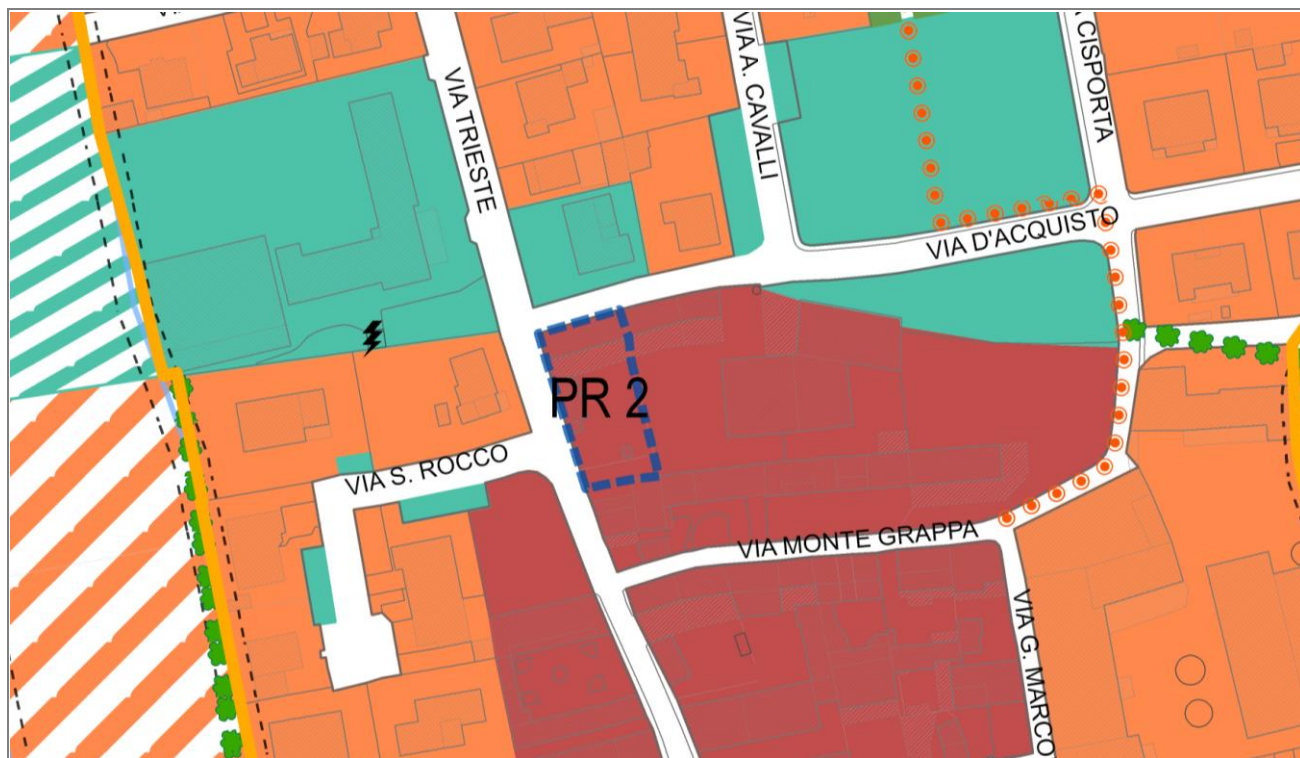 VIA TRIESTE
VIA A. CAVALLI
CISPORTA
VIA D'ACQUISTO
PR 2
VIA S. ROCCO
VIA MONTE GRAPPA
VIA G. MARCO